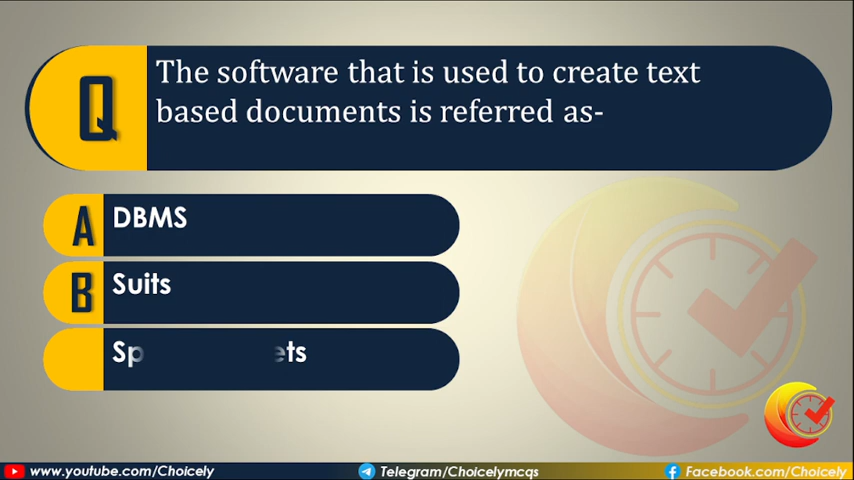 Q
The software that is used to create text
based documents is referred as-
A
DBMS
B
Suits
www.youtube.com/Choicely
Telegram/Choicelymcqs
Facebook.com/Choicely